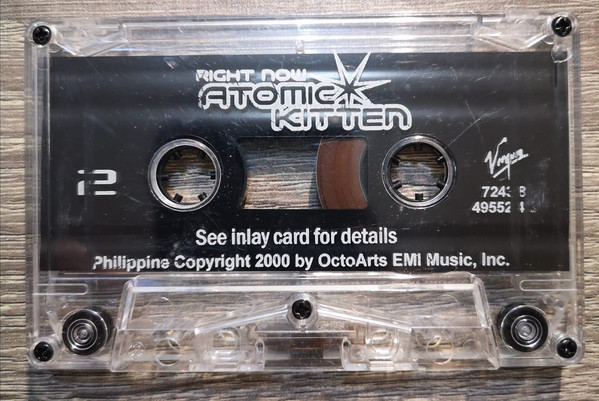 RIGHT NOW
ATOMIC
KITTEN
2
Virgin
7243 8
49552 4
See inlay card for details
Philippine Copyright 2000 by OctoArts EMI Music, Inc.